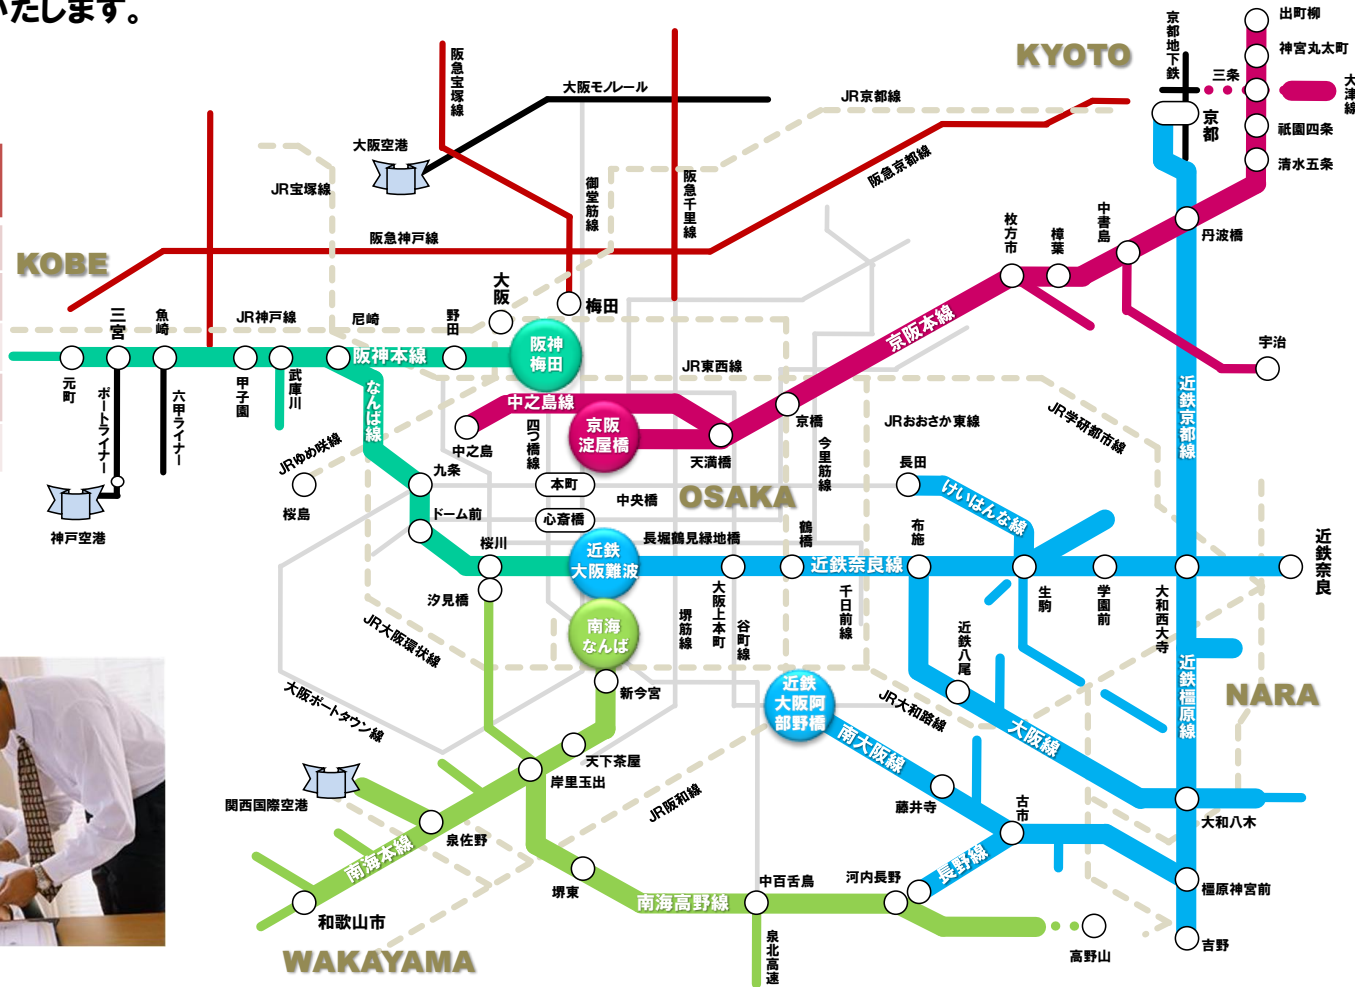 いたします。
出町柳
神宮丸太町
京都地下鉄
三条
大津線
祇園四条
清水五条
京都
丹波橋
KYOTO
阪急宝塚線
大阪モノレール
JR京都線
大阪空港
JR宝塚線
御堂筋線
阪急千里線
阪急京都線
阪急神戸線
中書島
樟葉
枚方市
KOBE
大阪
梅田
三宮
魚崎
JR神戸線
尼崎
野田
阪神
梅田
京阪本線
宇治
阪神本線
JR東西線
元町
ポートライナー
六甲ライナー
甲子園
武庫川
なんば線
中之島線
京阪
淀屋橋
京橋
近鉄京都線
JRおおさか東線
JR学研都市線
JRゆめ咲線
中之島
四つ橋線
天満橋
今里筋線
九条
本町
中央橋
OSAKA
長田
けいはんな線
桜島
ドーム前
心斎橋
神戸空港
桜川
近鉄
大阪難波
長堀鶴見緑地橋
鶴橋
近鉄奈良線
布施
近鉄奈良
汐見橋
南海
なんば
堺筋線
大阪上本町
谷町線
千日前線
近鉄八尾
生駒
学園前
大和西大寺
JR大阪環状線
新今宮
近鉄
大阪阿
部野橋
JR大和路線
近鉄橿原線
NARA
大阪ポートタウン線
天下茶屋
南大阪線
大阪線
関西国際空港
岸里玉出
JR阪和線
藤井寺
古市
大和八木
泉佐野
南海本線
長野線
堺東
中百舌鳥
河内長野
橿原神宮前
和歌山市
南海高野線
泉北高速
高野山
吉野
WAKAYAMA